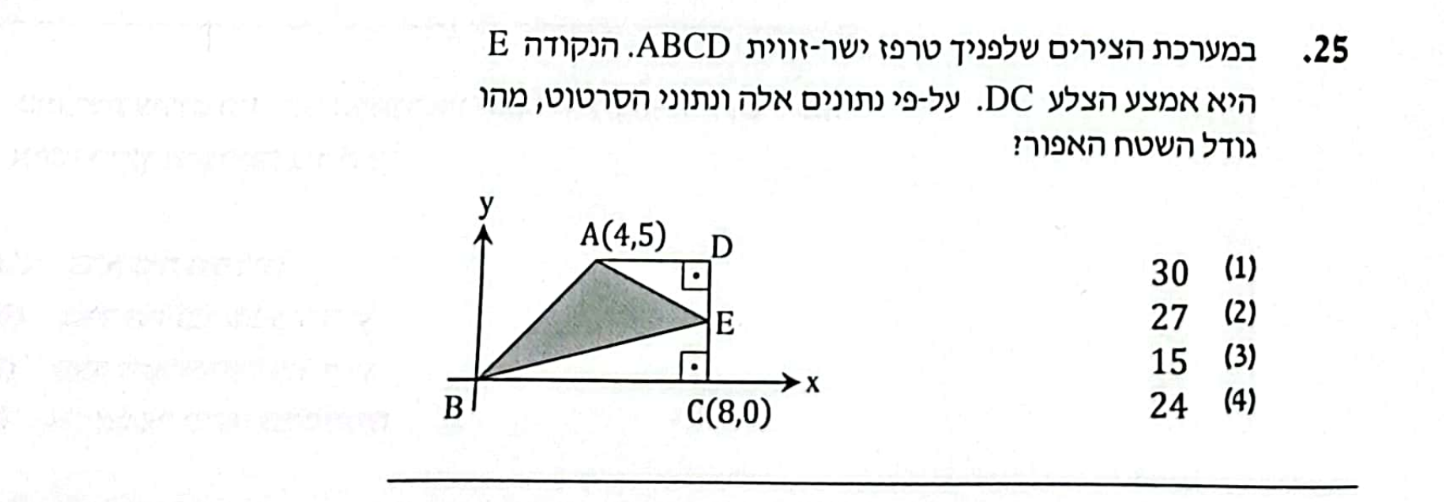 25. במערכת הצירים שלפניך טרפז ישר-זווית ABCD. הנקודה E
היא אמצע הצלע DC. על-פי נתונים אלה ונתוני הסרטוט, מהו
גודל השטח האפור?
y
A(4,5) D
(1) 30
(2) 27
E
(3) 15
x
(4) 24
B
C(8,0)